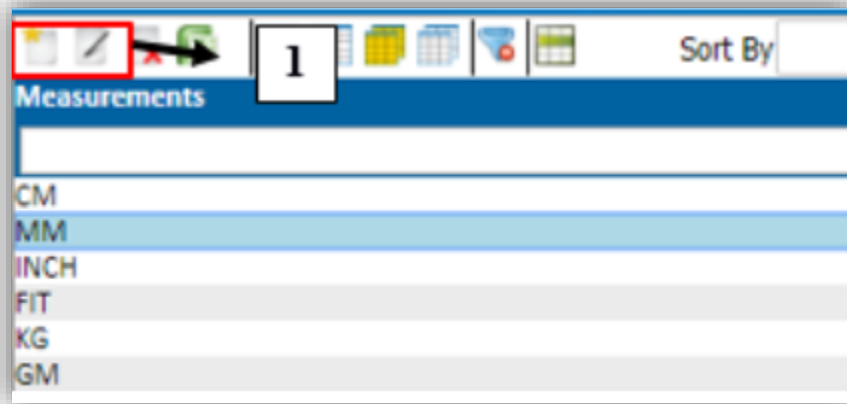 1
Sort By
Measurements
CM
MM
INCH
FIT
KG
GM